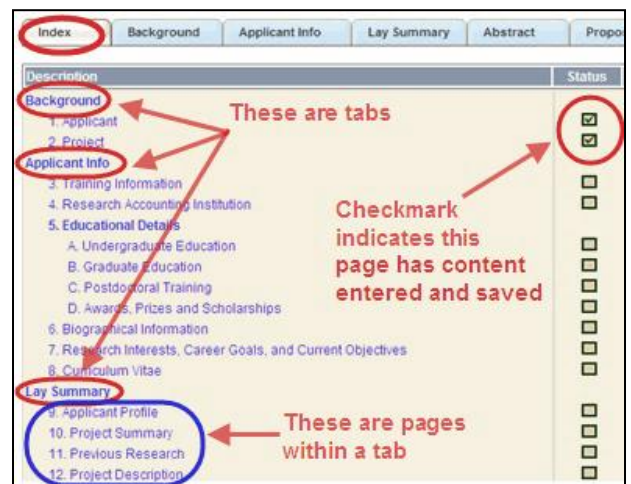 Index Background Applicant Info Lay Summary Abstract Propo
Description Status
Background
1. Applicant
2. Project
Applicant Info
3. Training Information
4. Research Accounting Institution
5. Educational Details
A. Undergraduate Education
B. Graduate Education
C. Postdoctoral Training
D. Awards, Prizes and Scholarships
6. Biographical Information
7. Research Interests, Career Goals, and Current Objectives
8. Curriculum Vitae
Lay Summary
9. Applicant Profile
10. Project Summary
11. Previous Research
12. Project Description
These are tabs
Checkmark
indicates this
page has content
entered and saved
These are pages
within a tab